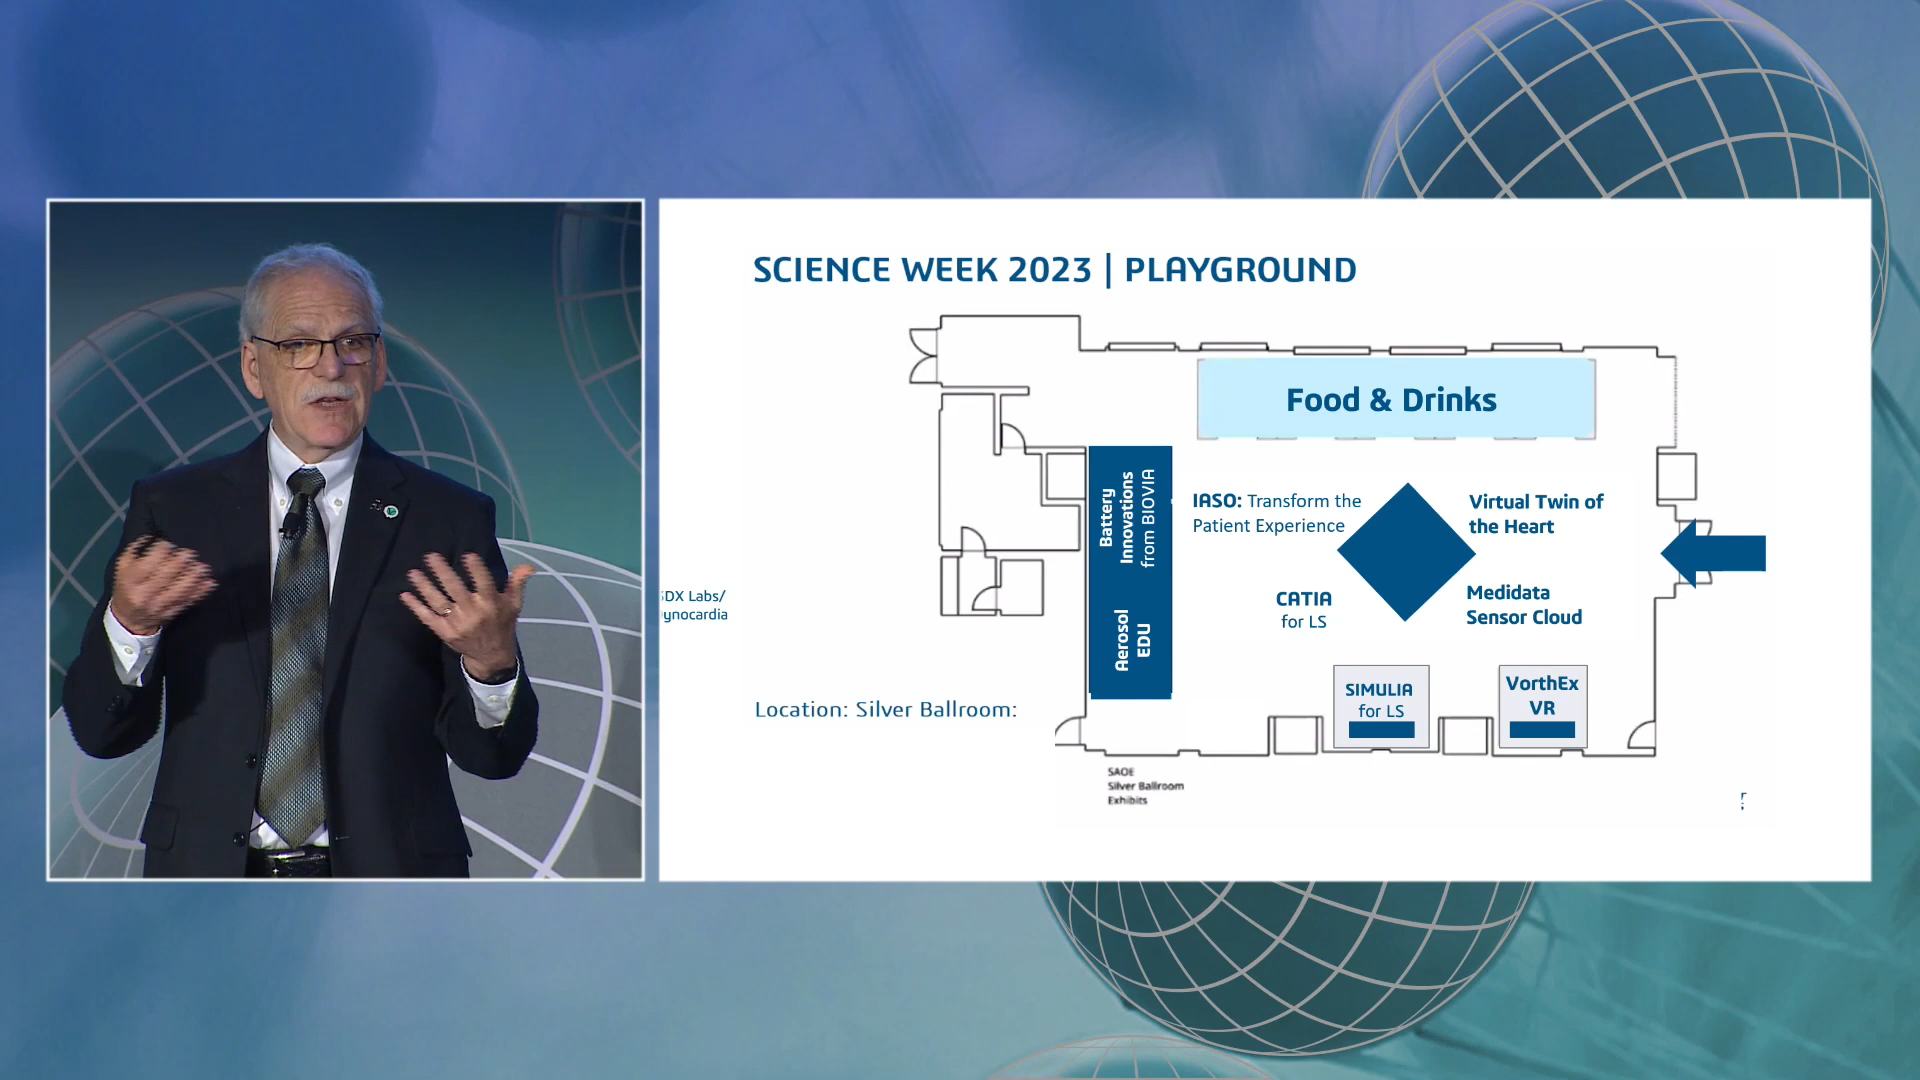 SCIENCE WEEK 2023 | PLAYGROUND
Food & Drinks
Battery
Innovations
from BIOVIA
Aerosol
EDU
IASO: Transform the
Patient Experience
Virtual Twin of
the Heart
CATIA
for LS
Medidata
Sensor Cloud
DX Labs/
ynocardia
SIMULIA
for LS
VorthEx
VR
Location: Silver Ballroom:
SAOE
Silver Ballroom
Exhibits